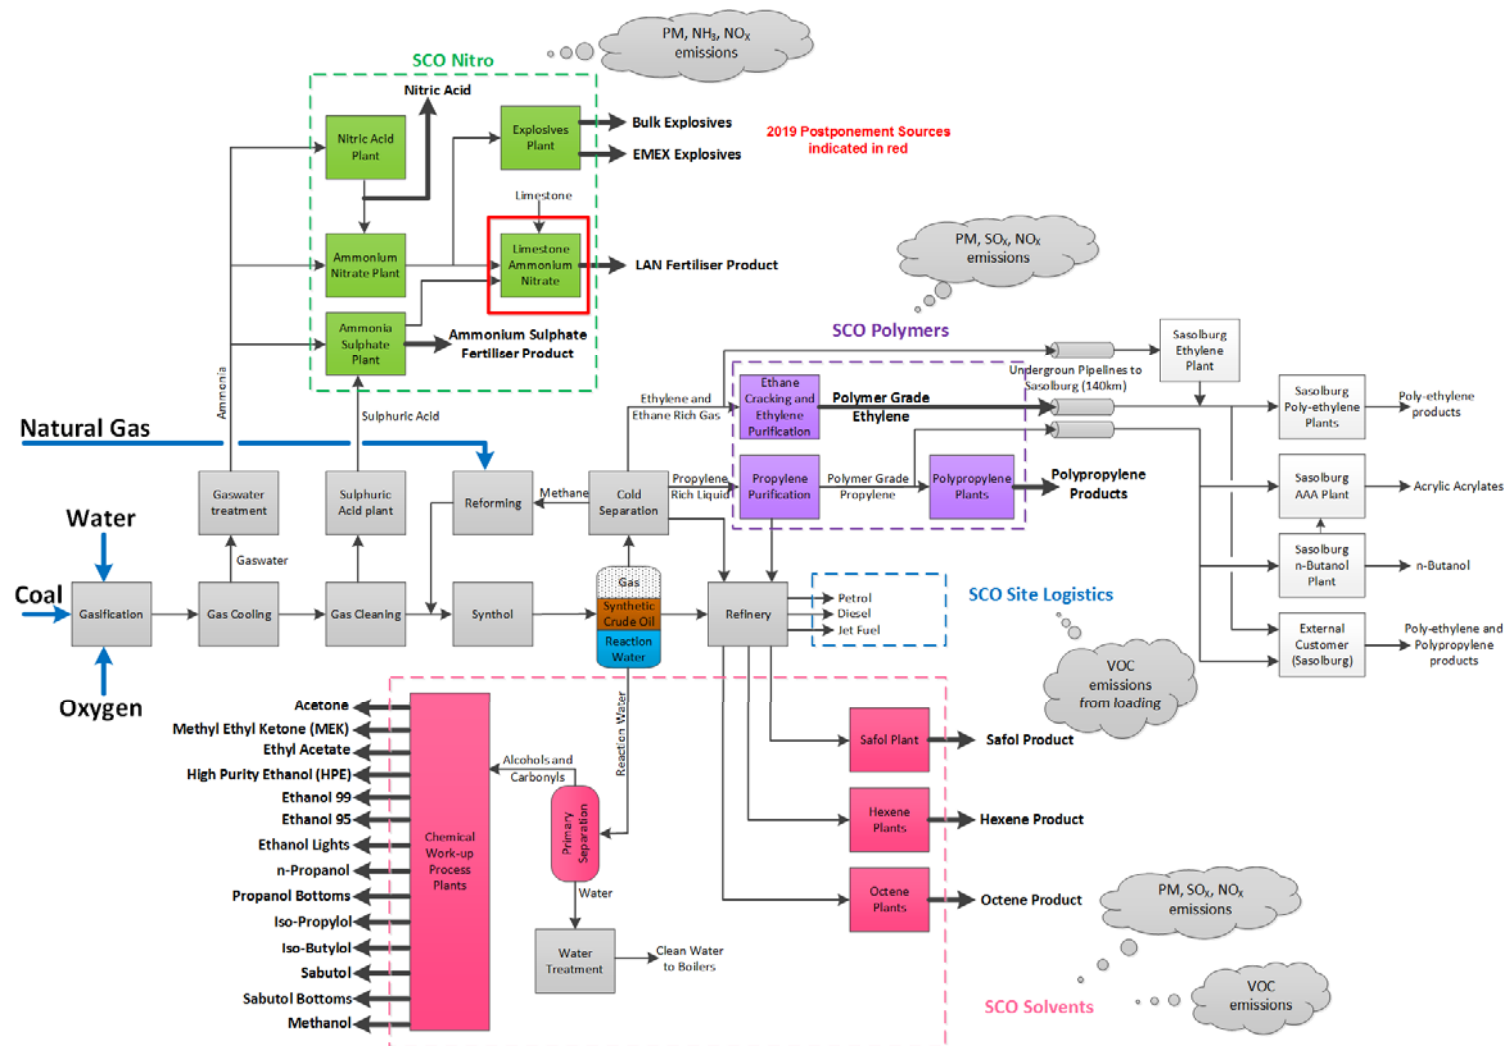 PM, NH₃, NOₓ
emissions
SCO Nitro
Nitric Acid
Nitric Acid
Plant
Explosives
Plant
Bulk Explosives
EMEX Explosives
2019 Postponement Sources
indicated in red
Limestone
Ammonium
Nitrate Plant
Limestone
Ammonium
Nitrate
LAN Fertiliser Product
PM, SOₓ, NOₓ
emissions
Ammonia
Sulphate
Plant
Ammonium Sulphate
Fertiliser Product
SCO Polymers
Sasolburg
Ethylene
Plant
Undergroun Pipelines to
Sasolburg (140km)
Ammonia
Sulphuric Acid
Ethylene and
Ethane Rich Gas
Ethane
Cracking and
Ethylene
Purification
Polymer Grade
Ethylene
Sasolburg
Poly-ethylene
Plants
Poly-ethylene
products
Natural Gas
Gaswater
treatment
Sulphuric
Acid plant
Reforming
Methane
Cold
Separation
Propylene
Rich Liquid
Propylene
Purification
Polymer Grade
Propylene
Polypropylene
Plants
Polypropylene
Products
Sasolburg
AAA Plant
Acrylic Acrylates
Water
Gaswater
Sasolburg
n-Butanol
Plant
n-Butanol
Coal
Gasification
Gas Cooling
Gas Cleaning
Synthol
Gas
Synthetic
Crude Oil
Reaction
Water
Refinery
Petrol
Diesel
Jet Fuel
SCO Site Logistics
External
Customer
(Sasolburg)
Poly-ethylene and
Polypropylene
products
Oxygen
VOC
emissions
from loading
Acetone
Methyl Ethyl Ketone (MEK)
Ethyl Acetate
High Purity Ethanol (HPE)
Ethanol 99
Ethanol 95
Ethanol Lights
n-Propanol
Propanol Bottoms
Iso-Propylol
Iso-Butylol
Sabutol
Sabutol Bottoms
Methanol
Chemical
Work-up
Process
Plants
Alcohols and
Carbonyls
Reaction Water
Primary
Separation
Water
Water
Treatment
Clean Water
to Boilers
Safol Plant
Safol Product
Hexene
Plants
Hexene Product
Octene
Plants
Octene Product
PM, SOₓ, NOₓ
emissions
VOC
emissions
SCO Solvents